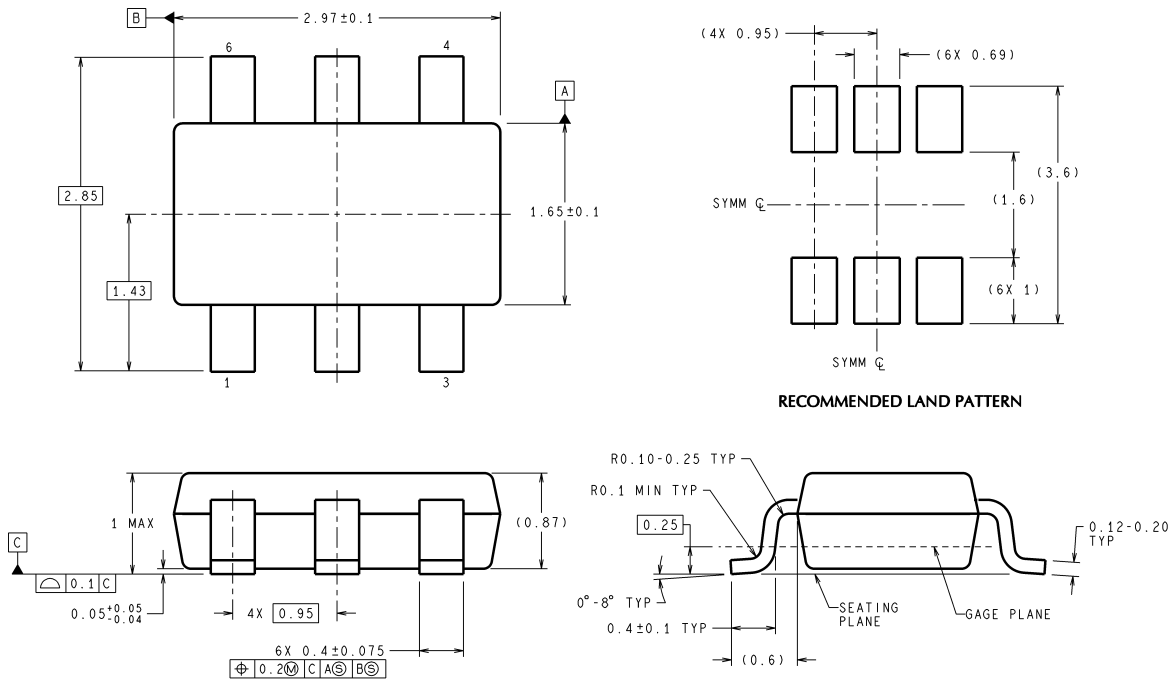 B
2.97±0.1
6
4
A
2.85
1.43
1.65±0.1
1
3
(4X 0.95)
(6X 0.69)
(3.6)
(1.6)
SYMM ℄
(6X 1)
SYMM ℄
RECOMMENDED LAND PATTERN
1 MAX
(0.87)
C
⌓ 0.1 C
0.05 +0.05 -0.04
4X 0.95
6X 0.4±0.075
⌖ 0.2Ⓜ C AⓈ BⓈ
R0.10-0.25 TYP
R0.1 MIN TYP
0.25
0.12-0.20
TYP
0°-8° TYP
SEATING
PLANE
GAGE PLANE
0.4±0.1 TYP
(0.6)